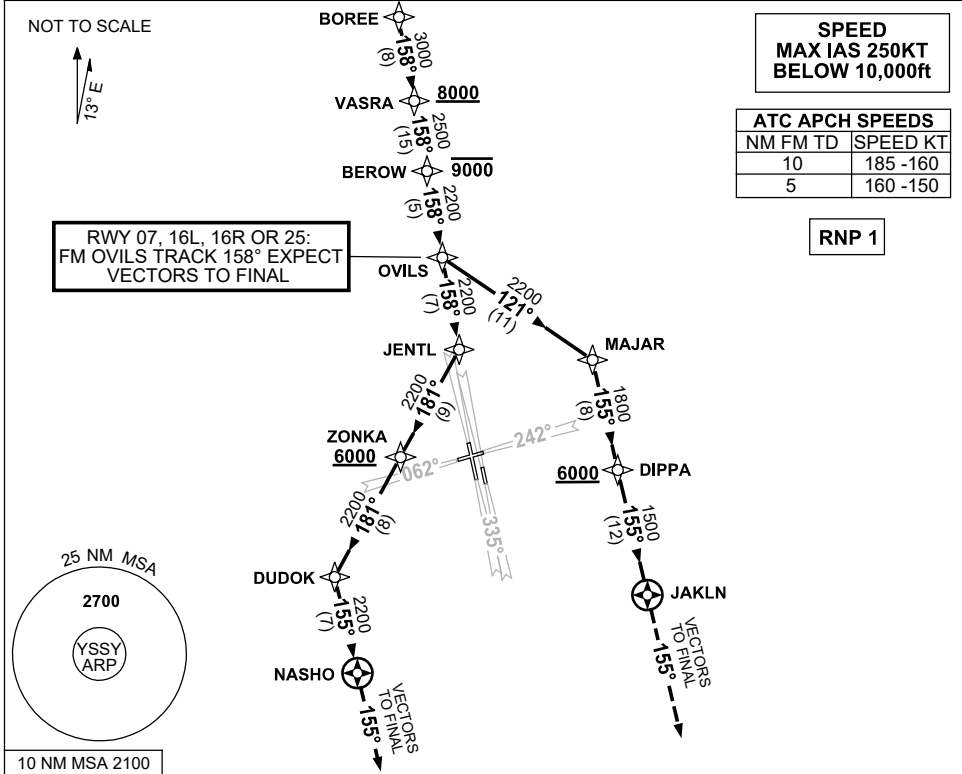 NOT TO SCALE
13° E
BOREE
3000
158°
(8)
VASRA
8000
2500
158°
(15)
BEROW
9000
2200
158°
(5)
SPEED
MAX IAS 250KT
BELOW 10,000ft
ATC APCH SPEEDS
NM FM TD SPEED KT
10 185 -160
5 160 -150
RNP 1
RWY 07, 16L, 16R OR 25:
FM OVILS TRACK 158° EXPECT
VECTORS TO FINAL
OVILS
2200
158°
(7)
2200
121°
(11)
JENTL
MAJAR
2200
181°
(9)
1800
155°
(8)
ZONKA
6000
062°
242°
335°
6000
DIPPA
2200
181°
(8)
1500
155°
(12)
DUDOK
JAKLN
2200
155°
(7)
VECTORS
TO FINAL
155°
NASHO
VECTORS
TO FINAL
155°
25 NM MSA
2700
YSSY
ARP
10 NM MSA 2100